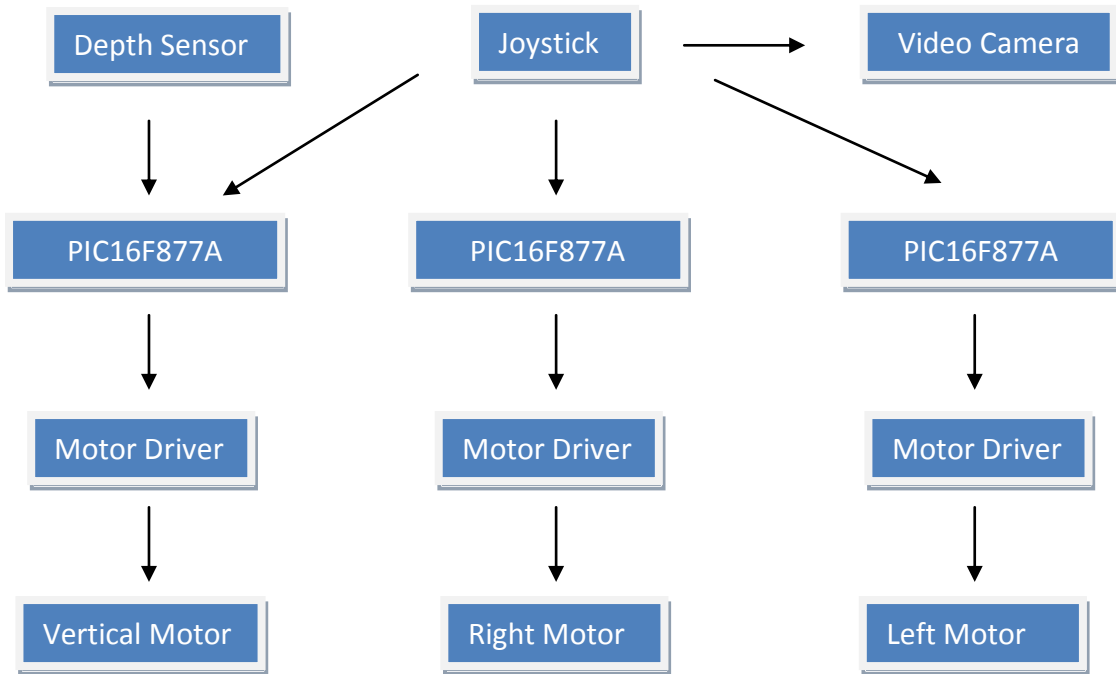 Depth Sensor
Joystick
Video Camera
PIC16F877A
PIC16F877A
PIC16F877A
Motor Driver
Motor Driver
Motor Driver
Vertical Motor
Right Motor
Left Motor